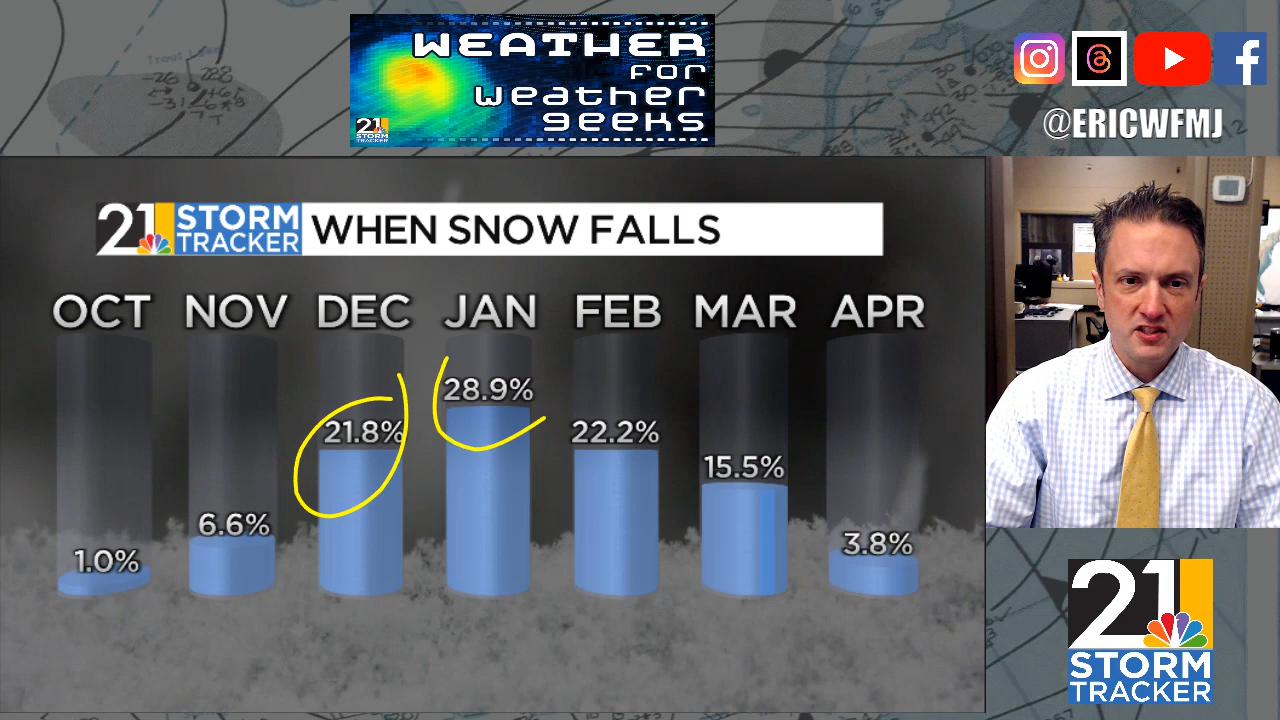 WEATHER
FOR
weather
geeks
21
STORM
TRACKER
@ERICWFMJ
21 STORM TRACKER WHEN SNOW FALLS
OCT NOV DEC JAN FEB MAR APR
1.0% 6.6% 21.8% 28.9% 22.2% 15.5% 3.8%
21
STORM
TRACKER